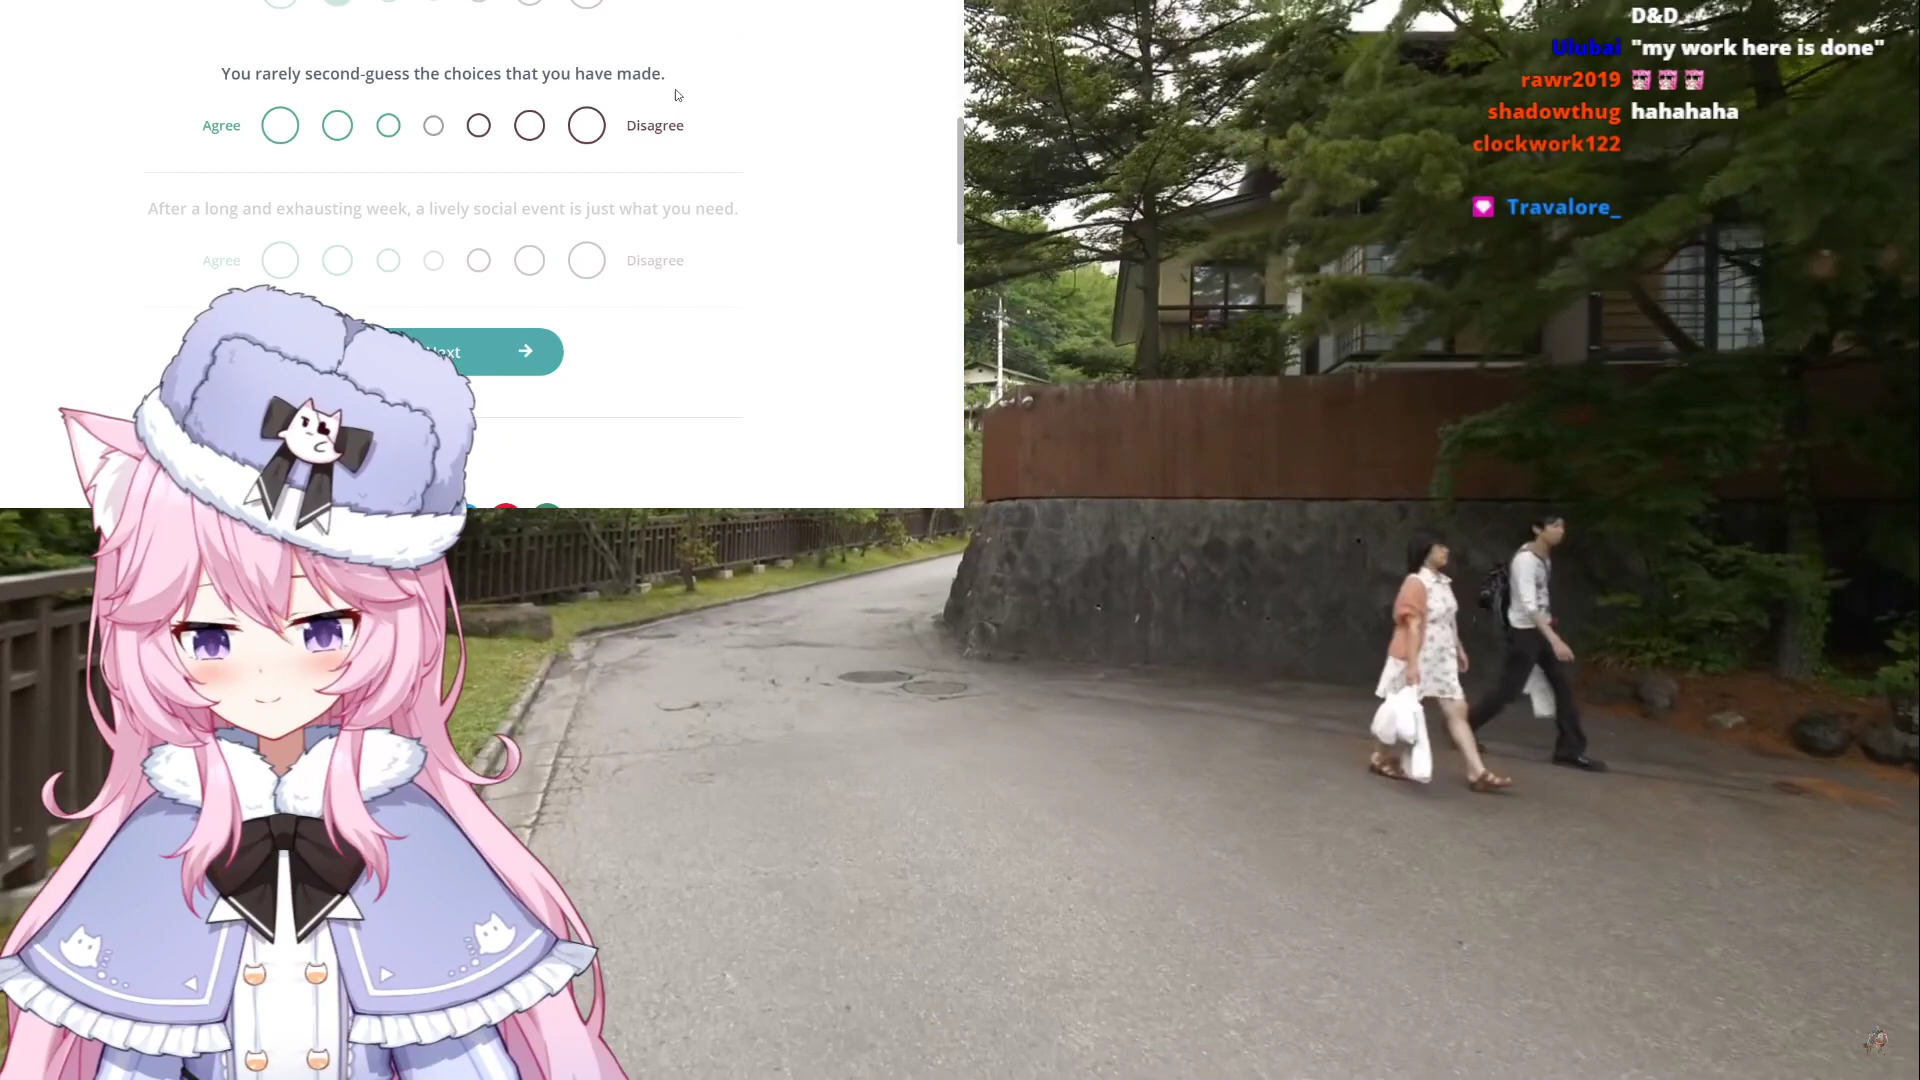 You rarely second-guess the choices that you have made.
Agree Disagree
After a long and exhausting week, a lively social event is just what you need.
Agree Disagree
Next
D&D.
Ulubai "my work here is done"
rawr2019
shadowthug hahahaha
clockwork122
Travalore_